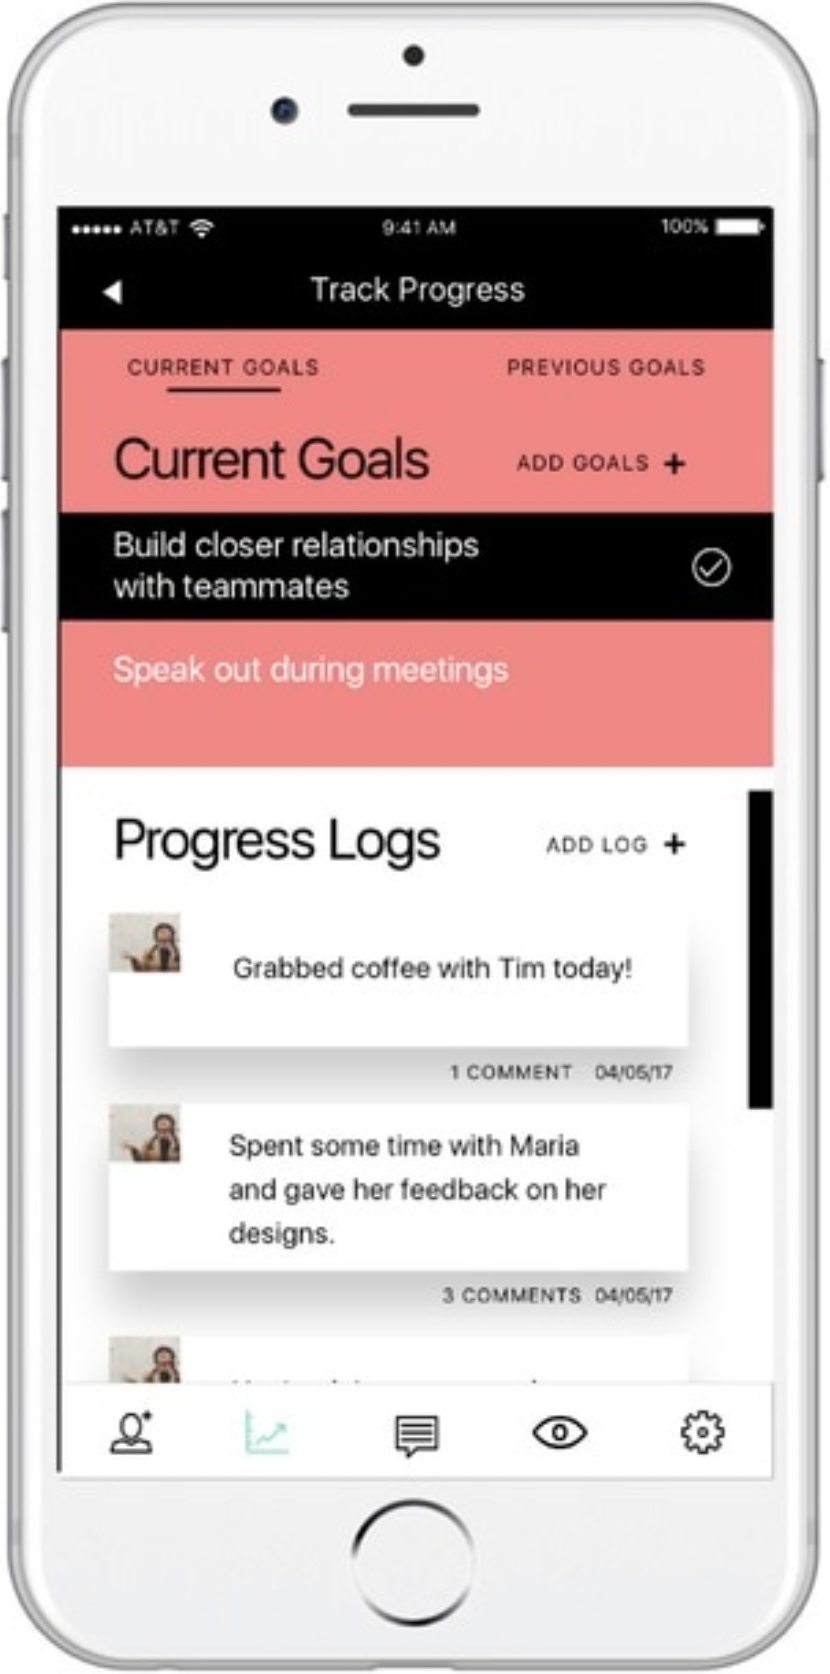 AT&T 9:41 AM 100%
Track Progress
CURRENT GOALS PREVIOUS GOALS
Current Goals ADD GOALS +
Build closer relationships
with teammates
Speak out during meetings
Progress Logs ADD LOG +
Grabbed coffee with Tim today!
1 COMMENT 04/05/17
Spent some time with Maria
and gave her feedback on her
designs.
3 COMMENTS 04/05/17